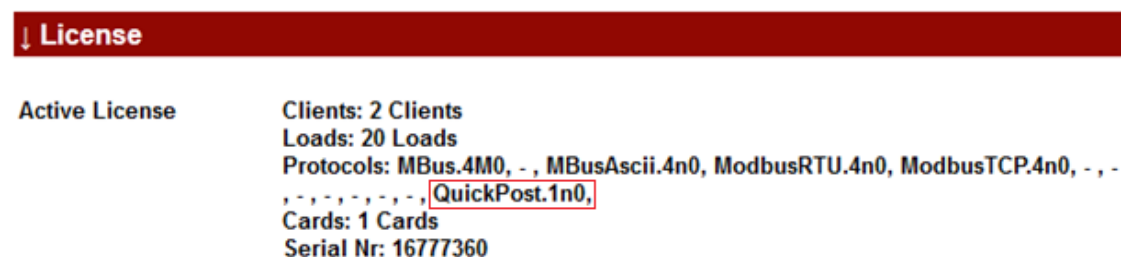 ↓ License
Active License
Clients: 2 Clients
Loads: 20 Loads
Protocols: MBus.4M0, - , MBusAscii.4n0, ModbusRTU.4n0, ModbusTCP.4n0, - , -
, - , - , - , - , - , QuickPost.1n0,
Cards: 1 Cards
Serial Nr: 16777360